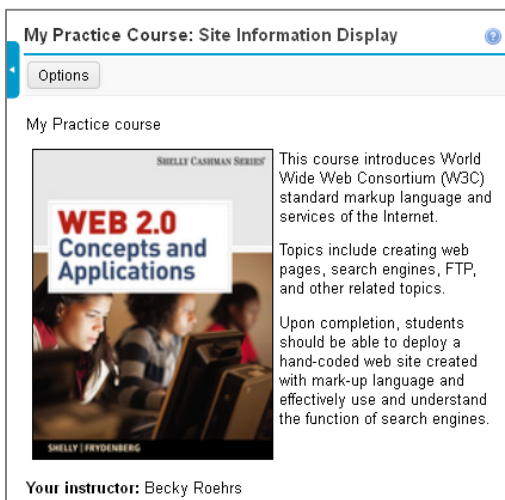 My Practice Course: Site Information Display
?
Options
My Practice course
SHELLY CASHMAN SERIES®
WEB 2.0
Concepts and
Applications
SHELLY | FRYDENBERG
This course introduces World
Wide Web Consortium (W3C)
standard markup language and
services of the Internet.
Topics include creating web
pages, search engines, FTP,
and other related topics.
Upon completion, students
should be able to deploy a
hand-coded web site created
with mark-up language and
effectively use and understand
the function of search engines.
Your instructor: Becky Roehrs